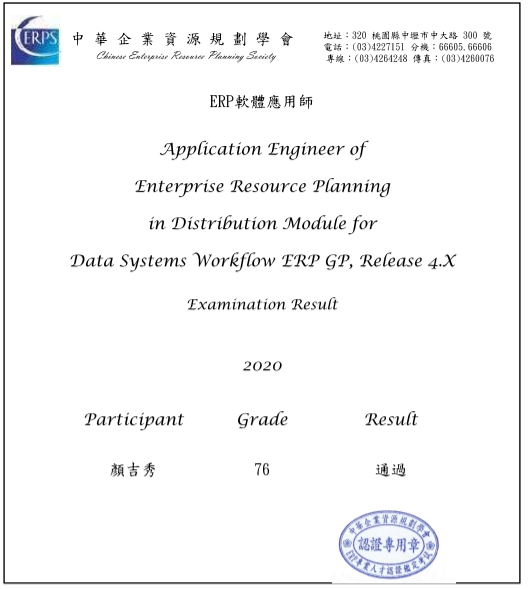 CERPS
中華企業資源規劃學會
Chinese Enterprise Resource Planning Society
地址：320 桃園縣中壢市中大路 300 號
電話：(03)4227151 分機：66605.66606
專線：(03)4264248 傳真：(03)4260076
ERP軟體應用師
Application Engineer of
Enterprise Resource Planning
in Distribution Module for
Data Systems Workflow ERP GP, Release 4.X
Examination Result
2020
Participant Grade Result
顏吉秀 76 通過
中華企業資源規劃學會
認證專用章
ERP專業人才認證鑑定考試